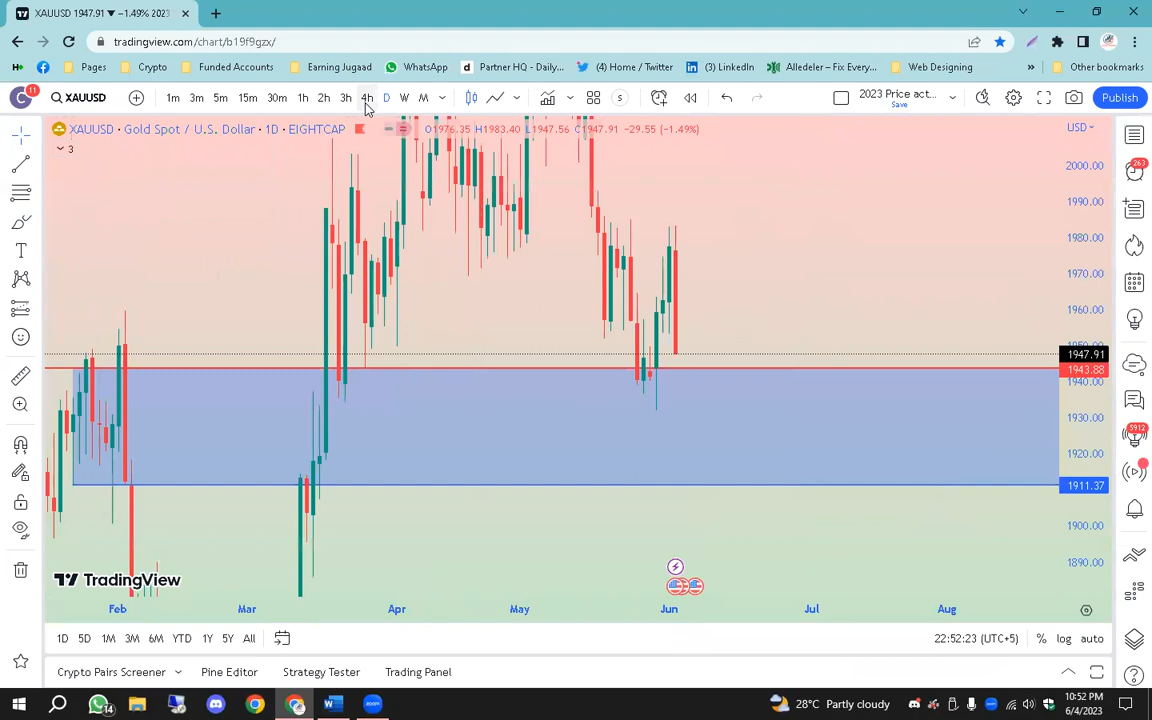 XAUUSD 1947.91 ▼ −1.49% 2023
tradingview.com/chart/b19f9gzx/
Pages Crypto Funded Accounts Earning Jugaad WhatsApp Partner HQ - Daily... (4) Home / Twitter (3) LinkedIn Alledeler – Fix Every... Web Designing » Other bookmarks
C 11 XAUUSD 1m 3m 5m 15m 30m 1h 2h 3h 4h D W M 2023 Price act... Save Publish
XAUUSD · Gold Spot / U.S. Dollar · 1D · EIGHTCAP O1976.35 H1983.40 L1947.56 C1947.91 −29.55 (−1.49%) USD
3
2000.00
1990.00
263
1980.00
1970.00
1960.00
1947.91
1943.88
1940.00
1930.00
5912
1920.00
1911.37
1900.00
1890.00
TradingView
Feb Mar Apr May Jun Jul Aug
1D 5D 1M 3M 6M YTD 1Y 5Y All 22:52:23 (UTC+5) % log auto
Crypto Pairs Screener Pine Editor Strategy Tester Trading Panel
14 zoom 28°C Partly cloudy 10:52 PM
6/4/2023